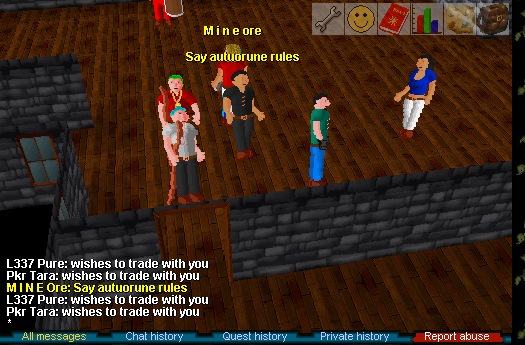 M i n e ore
Say autuorune rules
L337 Pure: wishes to trade with you
Pkr Tara: wishes to trade with you
M I N E Ore: Say autuorune rules
L337 Pure: wishes to trade with you
Pkr Tara: wishes to trade with you
*
All messages Chat history Quest history Private history Report abuse